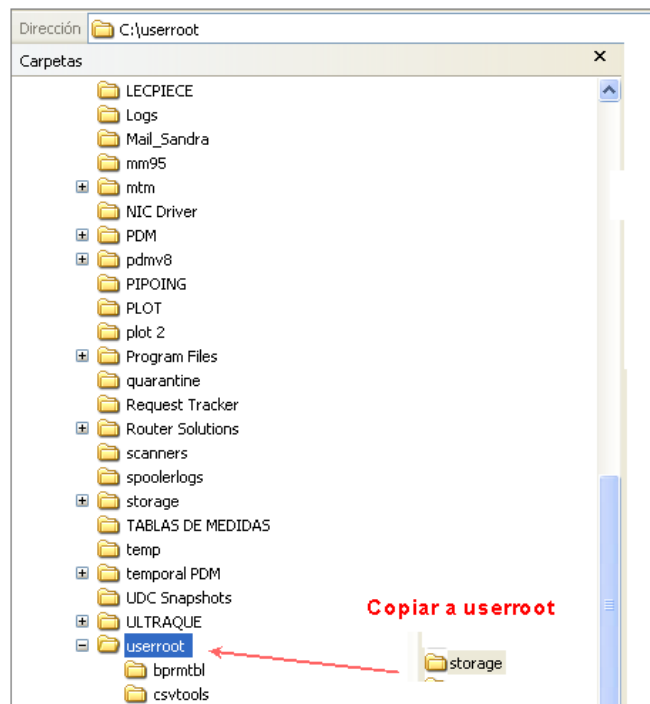 Dirección C:\userroot
Carpetas
LECPIECE
Logs
Mail_Sandra
mm95
mtm
NIC Driver
PDM
pdmv8
PIPOING
PLOT
plot 2
Program Files
quarantine
Request Tracker
Router Solutions
scanners
spoolerlogs
storage
TABLAS DE MEDIDAS
temp
temporal PDM
UDC Snapshots
ULTRAQUE
Copiar a userroot
userroot
storage
bprmtbl
csvtools